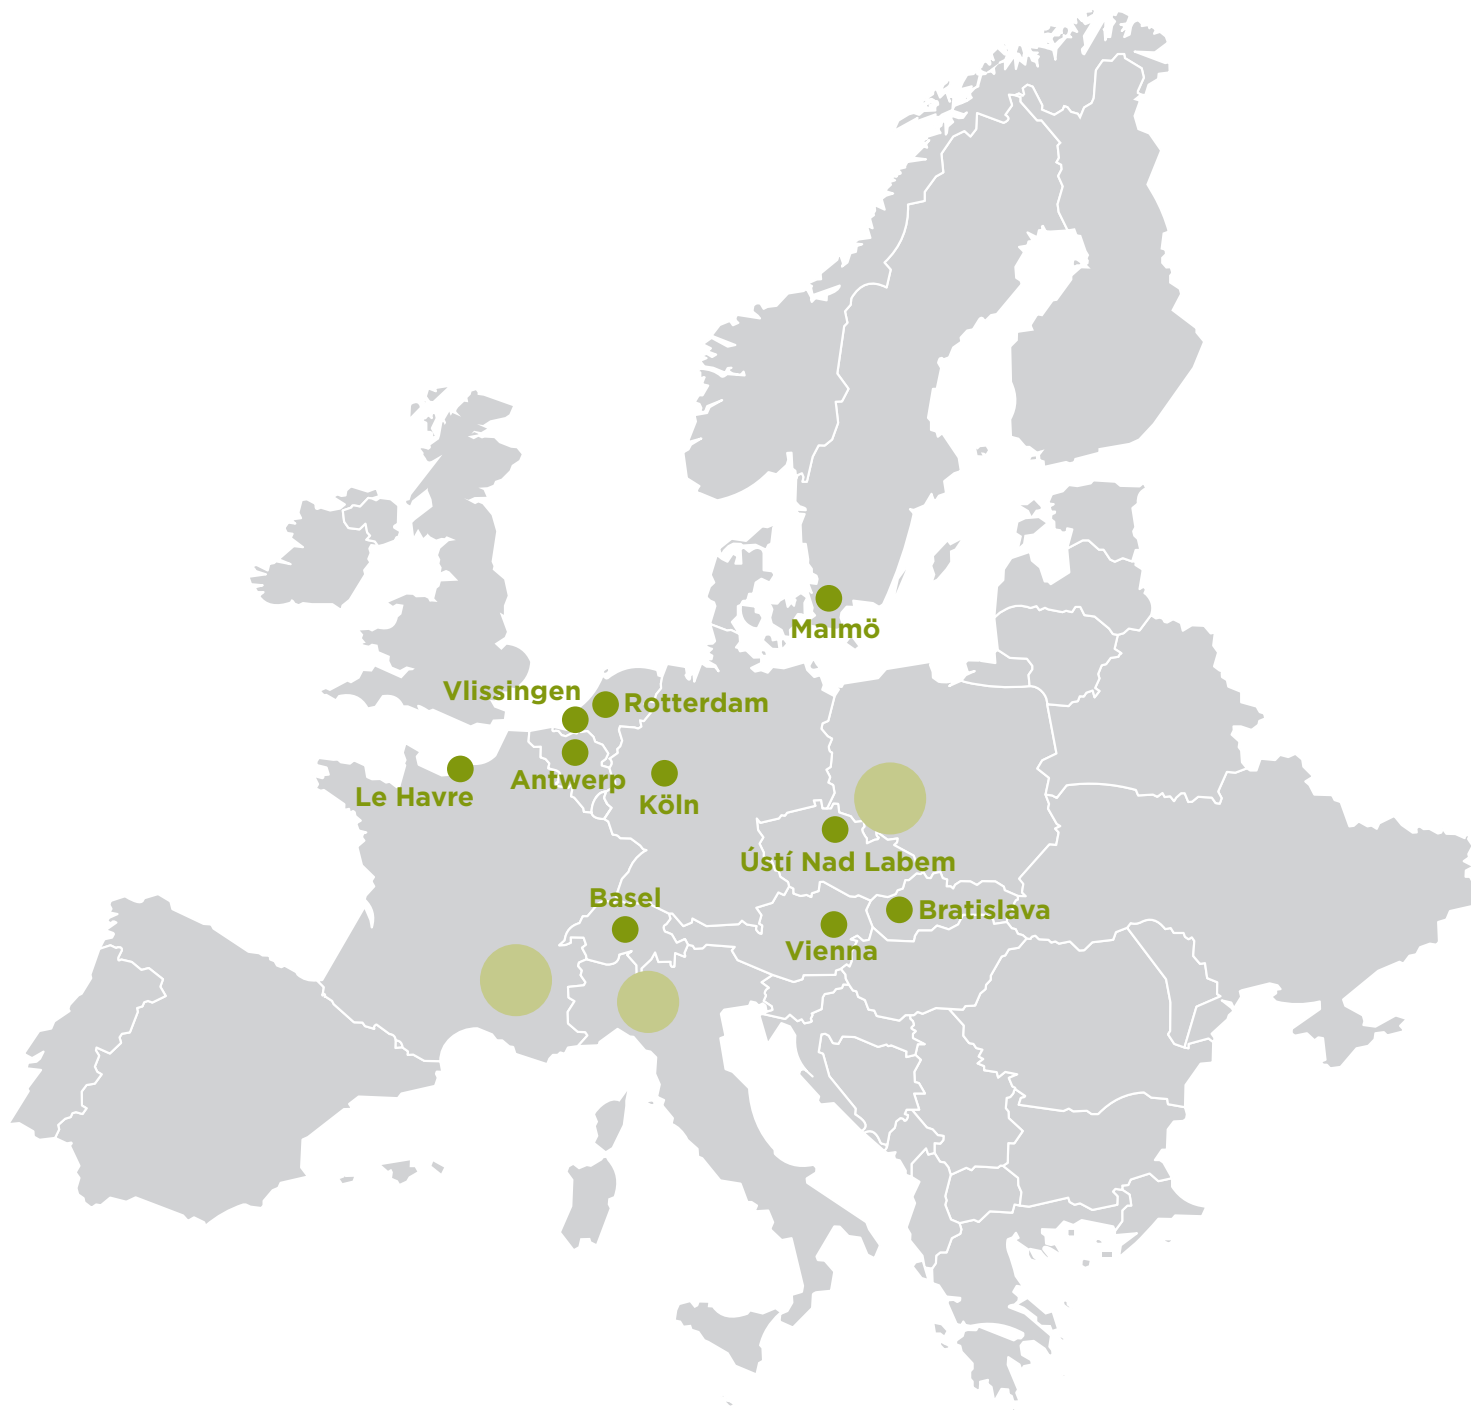 Malmö
Vlissingen
Rotterdam
Antwerp
Le Havre
Köln
Ústí Nad Labem
Basel
Bratislava
Vienna